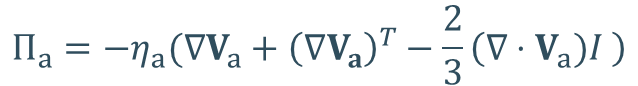 Πₐ = −ηₐ(∇Vₐ + (∇Vₐ)ᵀ − 2/3 (∇ · Vₐ)I )